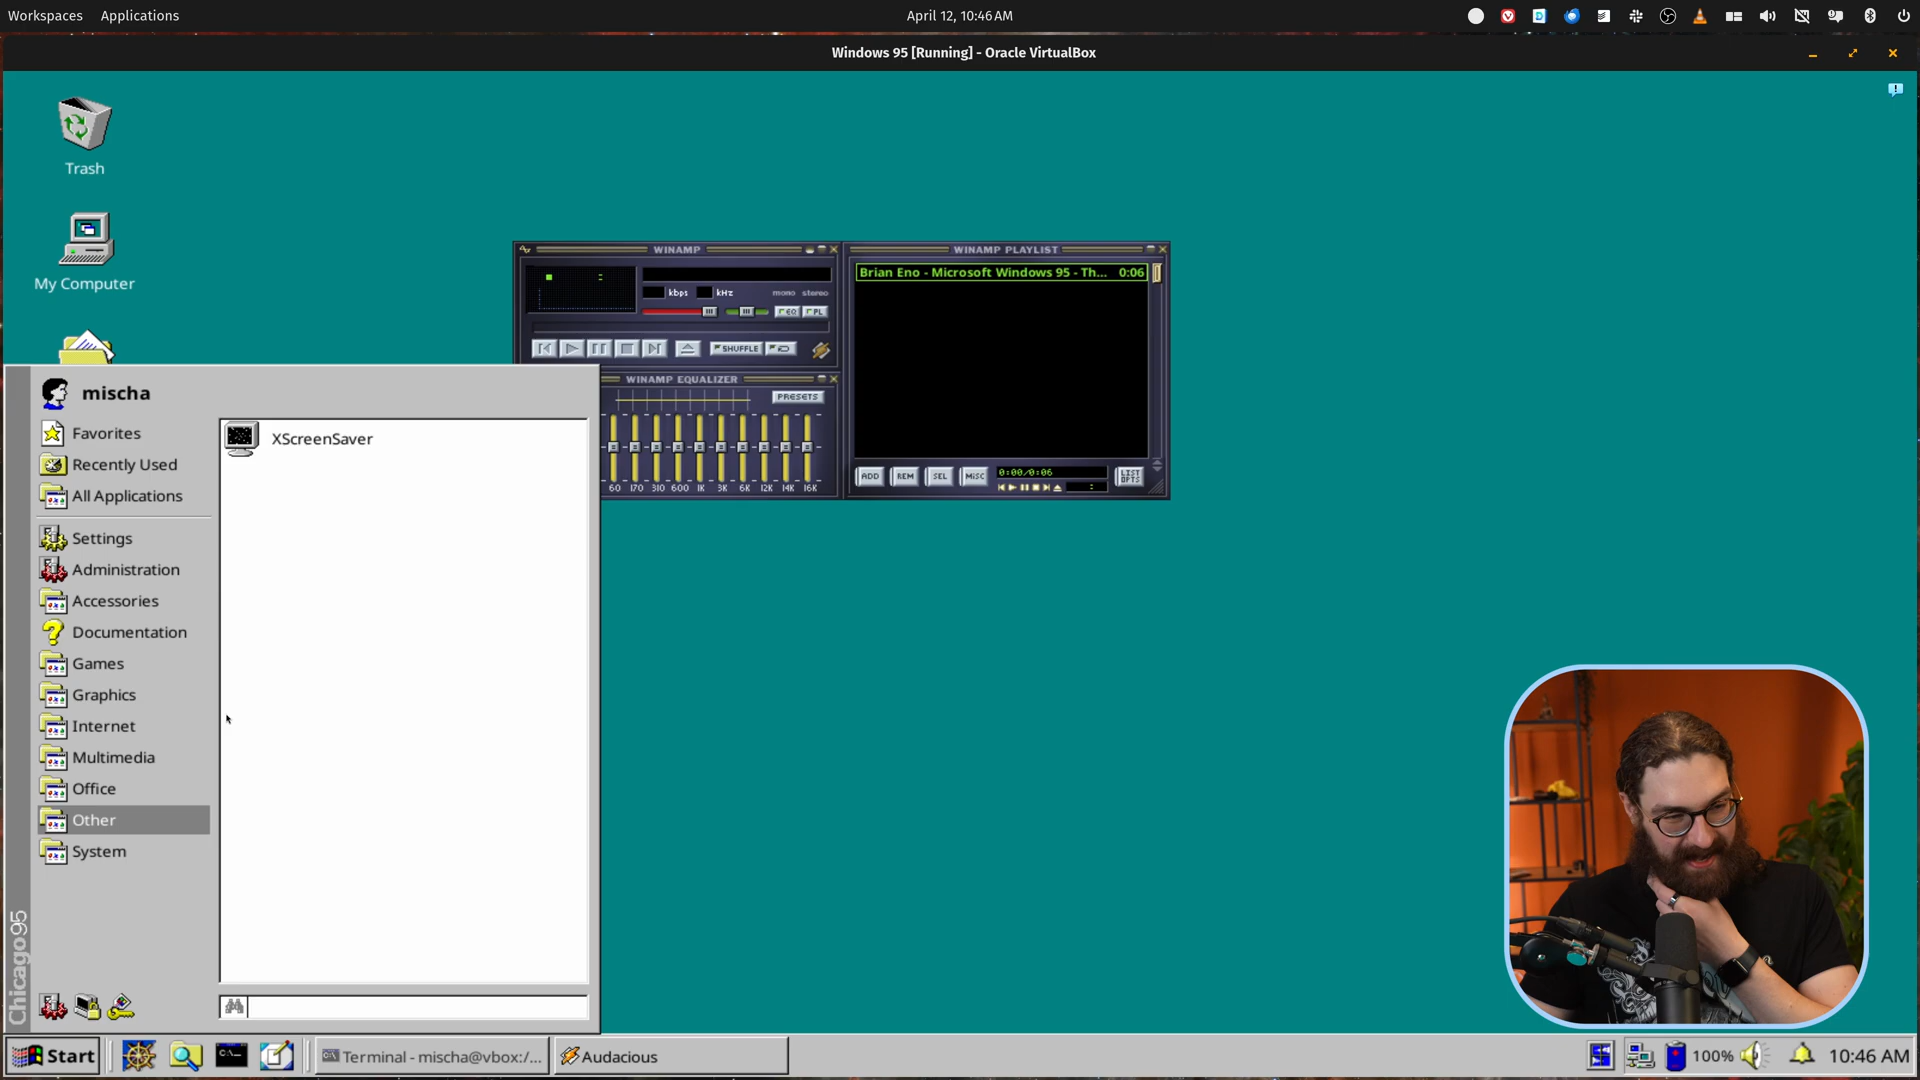 Workspaces Applications April 12, 10:46 AM
Windows 95 [Running] - Oracle VirtualBox
Trash
My Computer
WINAMP
kbps kHz mono stereo
EQ PL
SHUFFLE
WINAMP EQUALIZER
PRESETS
60 170 310 600 1K 3K 6K 12K 14K 16K
WINAMP PLAYLIST
Brian Eno - Microsoft Windows 95 - Th... 0:06
ADD REM SEL MISC 0:00/0:06 LIST OPTS
mischa
Favorites
Recently Used
All Applications
Settings
Administration
Accessories
Documentation
Games
Graphics
Internet
Multimedia
Office
Other
System
XScreenSaver
Chicago95
Start Terminal - mischa@vbox:/... Audacious 100% 10:46 AM